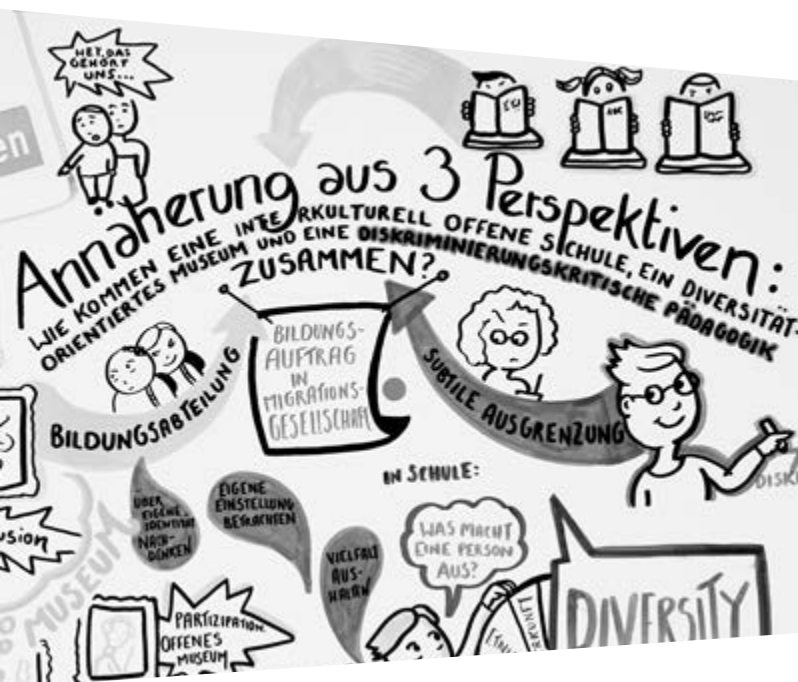 HEY, DAS
GEHÖRT
UNS...
en
Annäherung aus 3 Perspektiven:
WIE KOMMEN EINE INTERKULTURELL OFFENE SCHULE, EIN DIVERSITÄT-
ORIENTIERTES MUSEUM UND EINE DISKRIMINIERUNGSKRITISCHE PÄDAGOGIK
ZUSAMMEN?
BILDUNGS-
AUFTRAG
IN
MIGRATIONS-
GESELLSCHAFT
BILDUNGSABTEILUNG
SUBTILE AUSGRENZUNG
DISK
IN SCHULE:
ÜBER
EIGENE
IDENTITÄT
NACH-
DENKEN
EIGENE
EINSTELLUNG
BETRACHTEN
VIELFALT
AUS-
HALTEN
WAS MACHT
EINE PERSON
AUS?
usion
MUSEUM
PARTIZIPATION
OFFENES
MUSEUM
DIVERSITY